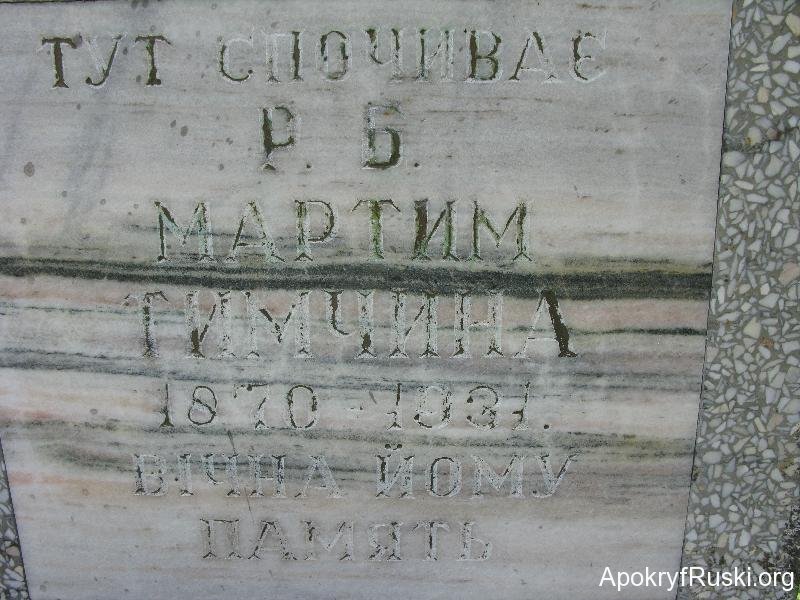 ТУТ СПОЧИВАЄ
Р. Б.
МАРТИМ
ТИМЧИНА
1870 - 1931.
ВІЧНА ЙОМУ
ПАМЯТЬ
ApokryfRuski.org